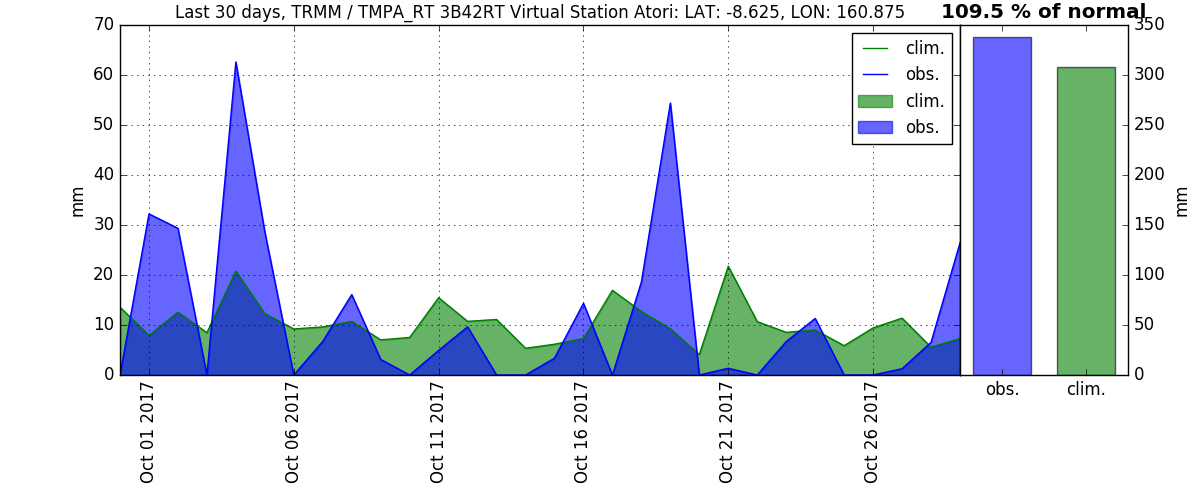 Last 30 days, TRMM / TMPA_RT 3B42RT Virtual Station Atori: LAT: -8.625, LON: 160.875
109.5 % of normal
70
60
50
40
30
20
10
0
mm
clim.
obs.
clim.
obs.
350
300
250
200
150
100
50
0
mm
obs.
clim.
Oct 01 2017
Oct 06 2017
Oct 11 2017
Oct 16 2017
Oct 21 2017
Oct 26 2017